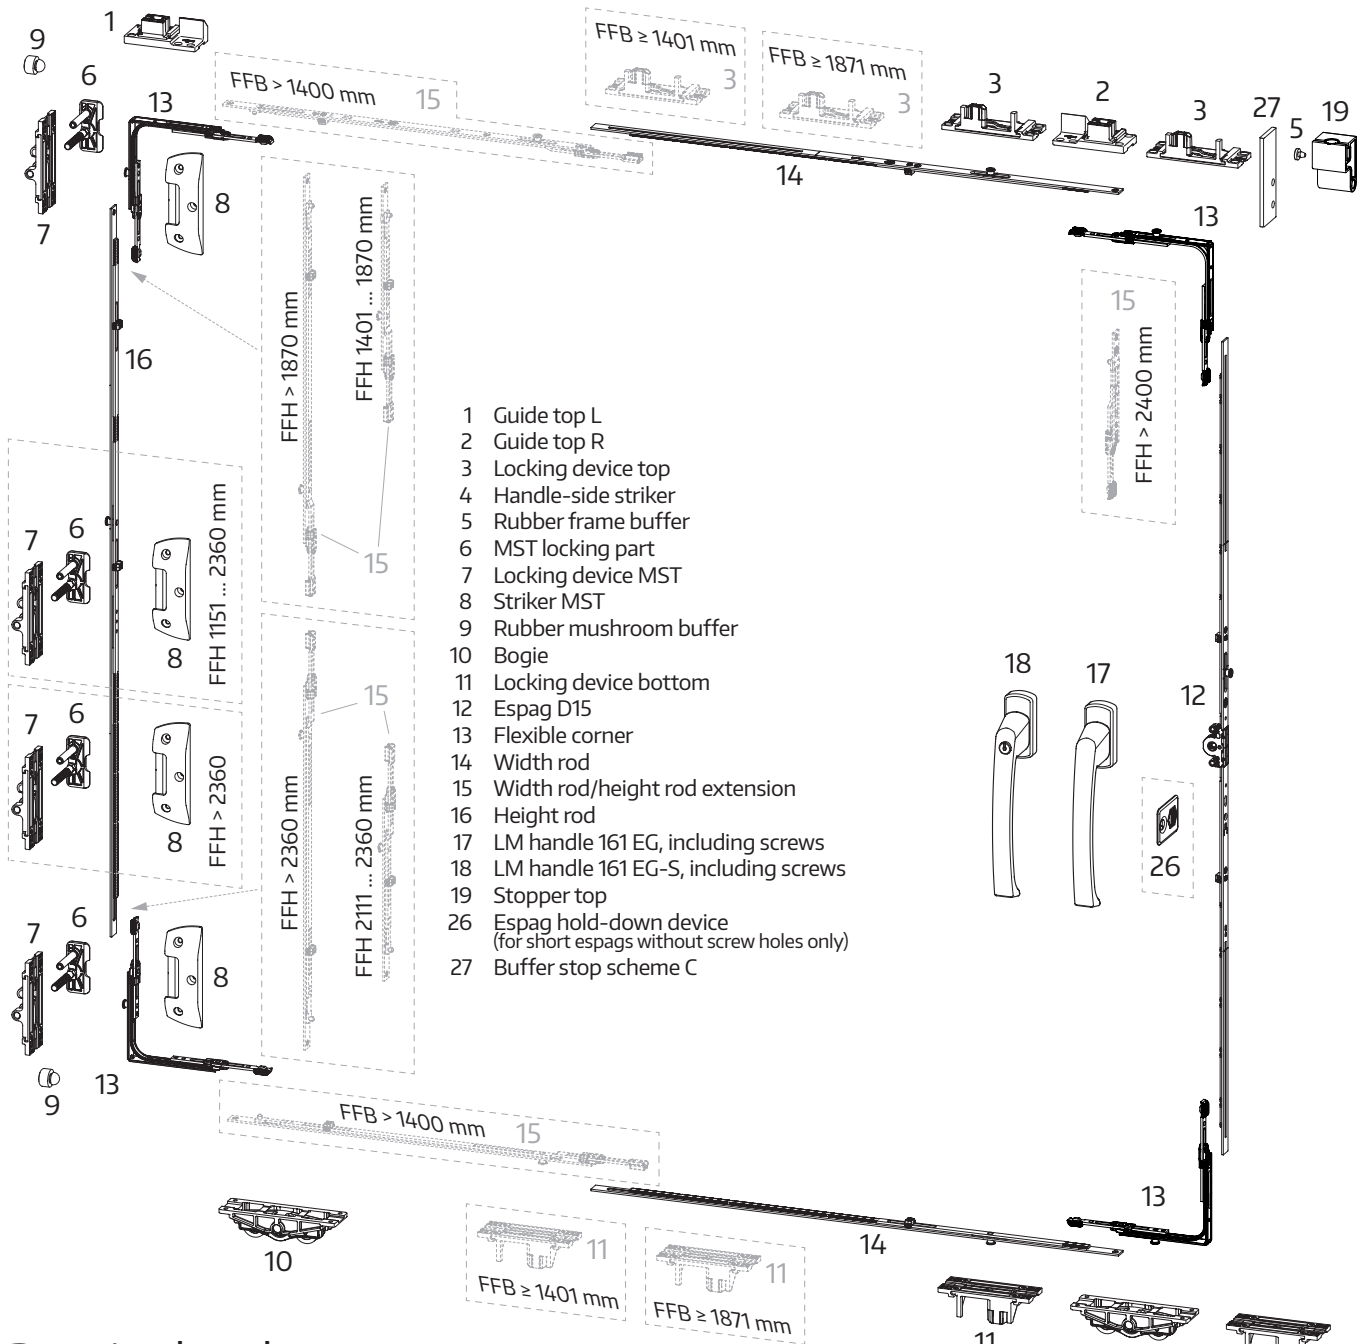 1
9
6
13
FFB > 1400 mm
15
FFB ≥ 1401 mm
3
FFB ≥ 1871 mm
3
3
2
3
27
5
19
7
8
14
13
16
FFH > 1870 mm
FFH 1401 ... 1870 mm
15
15
FFH > 2400 mm
1 Guide top L
2 Guide top R
3 Locking device top
4 Handle-side striker
5 Rubber frame buffer
6 MST locking part
7 Locking device MST
8 Striker MST
9 Rubber mushroom buffer
10 Bogie
11 Locking device bottom
12 Espag D15
13 Flexible corner
14 Width rod
15 Width rod/height rod extension
16 Height rod
17 LM handle 161 EG, including screws
18 LM handle 161 EG-S, including screws
19 Stopper top
26 Espag hold-down device
(for short espags without screw holes only)
27 Buffer stop scheme C
7
6
8
FFH 1151 ... 2360 mm
7
6
8
FFH > 2360
15
FFH > 2360 mm
FFH 2111 ... 2360 mm
18
17
12
26
7
6
8
9
13
FFB > 1400 mm
15
10
11
FFB ≥ 1401 mm
11
FFB ≥ 1871 mm
14
13
11